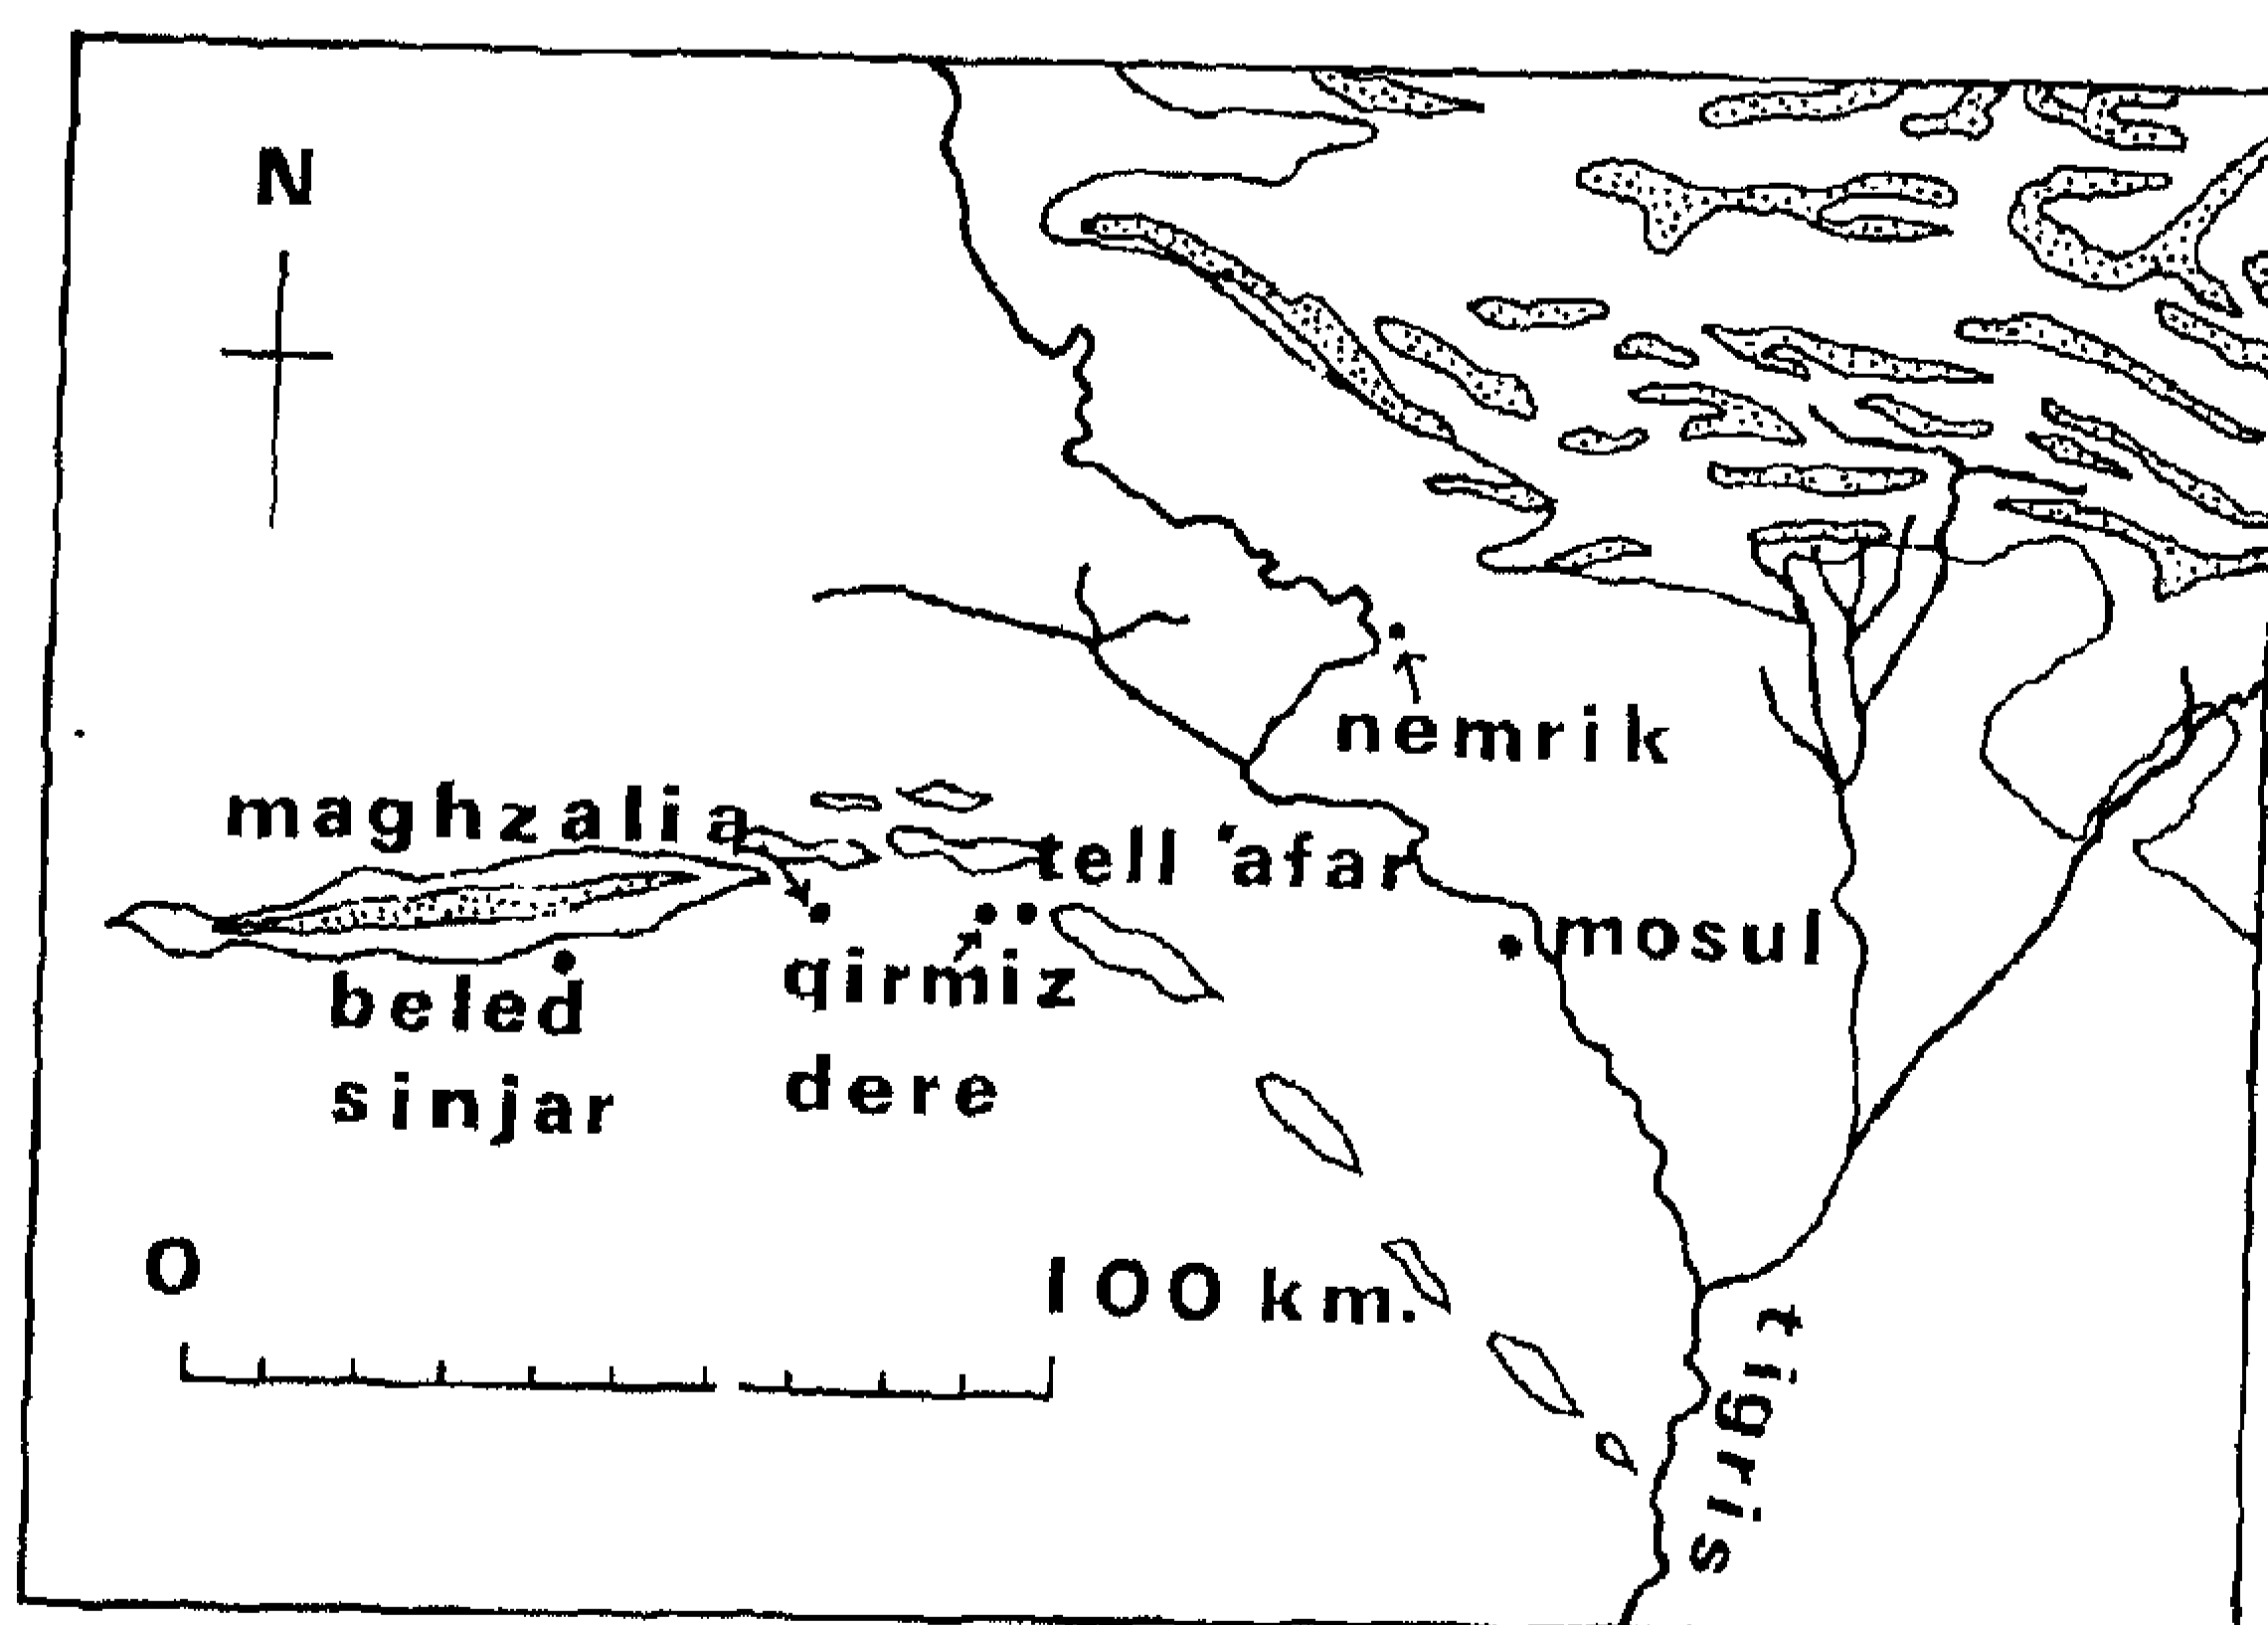 N
nemrik
maghzalia
tell 'afar
mosul
qirmiz
dere
beled
sinjar
0 100 km.
tigris